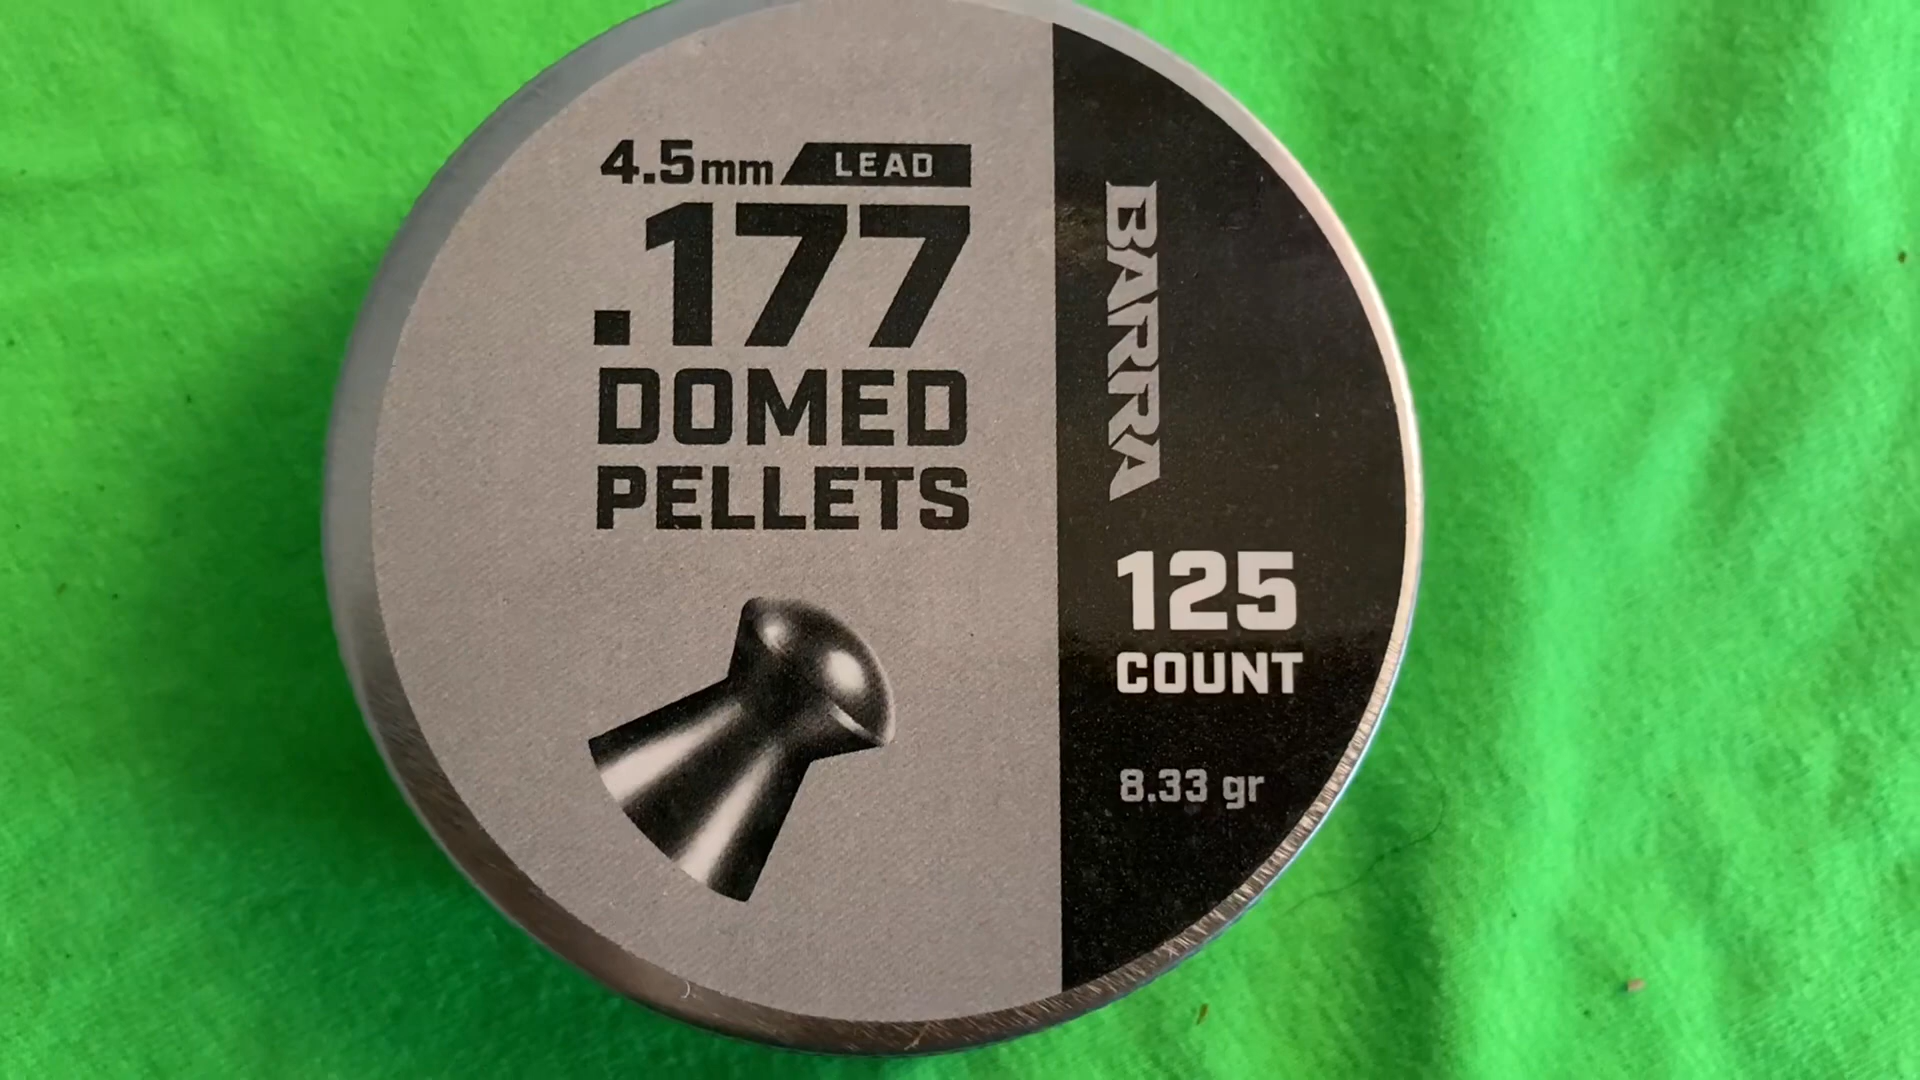 4.5mm LEAD
.177
DOMED
PELLETS
BARRA
125
COUNT
8.33 gr